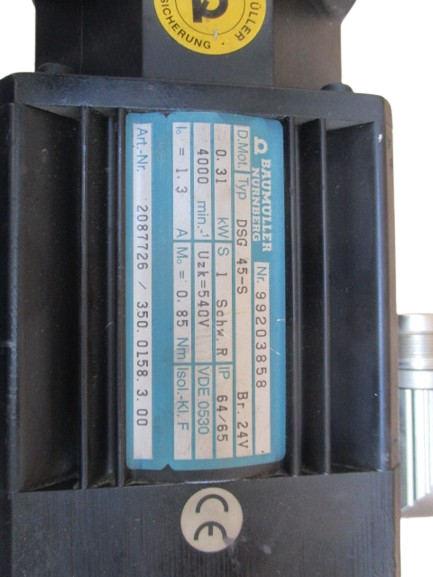 ÜLLER
SICHERUNG
BAUMÜLLER
NÜRNBERG
Nr. 99203858
D.Mot. Typ DSG 45-S Br. 24V
0.31 kW S 1 Schw. R IP 64/65
4000 min.-1 Uzk=540V VDE 0530
I₀ = 1.3 A M₀ = 0.85 Nm Isol.-Kl. F
Art.-Nr. 2087726 / 350.0158.3.00
CE